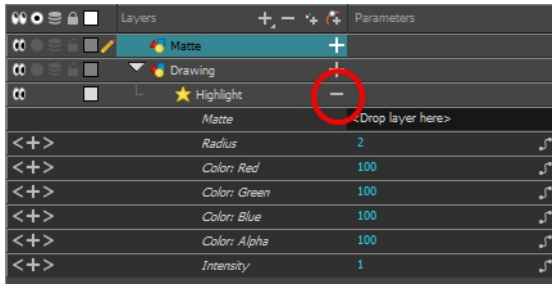 Layers Parameters
Matte
Drawing
Highlight
Matte <Drop layer here>
Radius 2
Color: Red 100
Color: Green 100
Color: Blue 100
Color: Alpha 100
Intensity 1